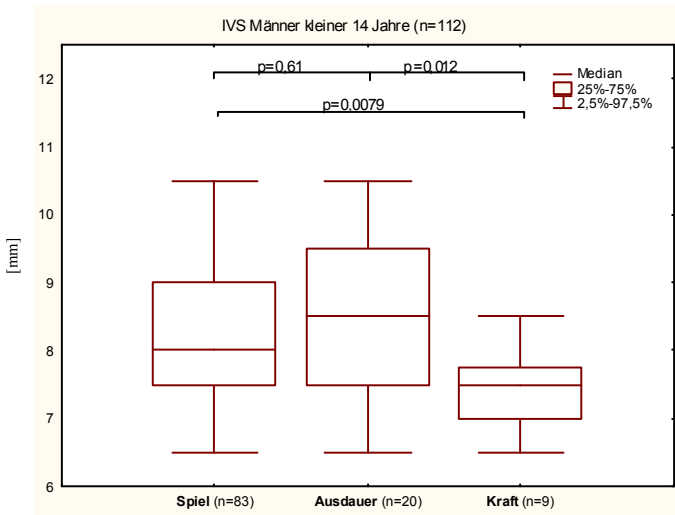 IVS Männer kleiner 14 Jahre (n=112)
p=0,61
p=0,012
p=0,0079
Median
25%-75%
2,5%-97,5%
12
11
10
9
8
7
6
[mm]
Spiel (n=83)
Ausdauer (n=20)
Kraft (n=9)